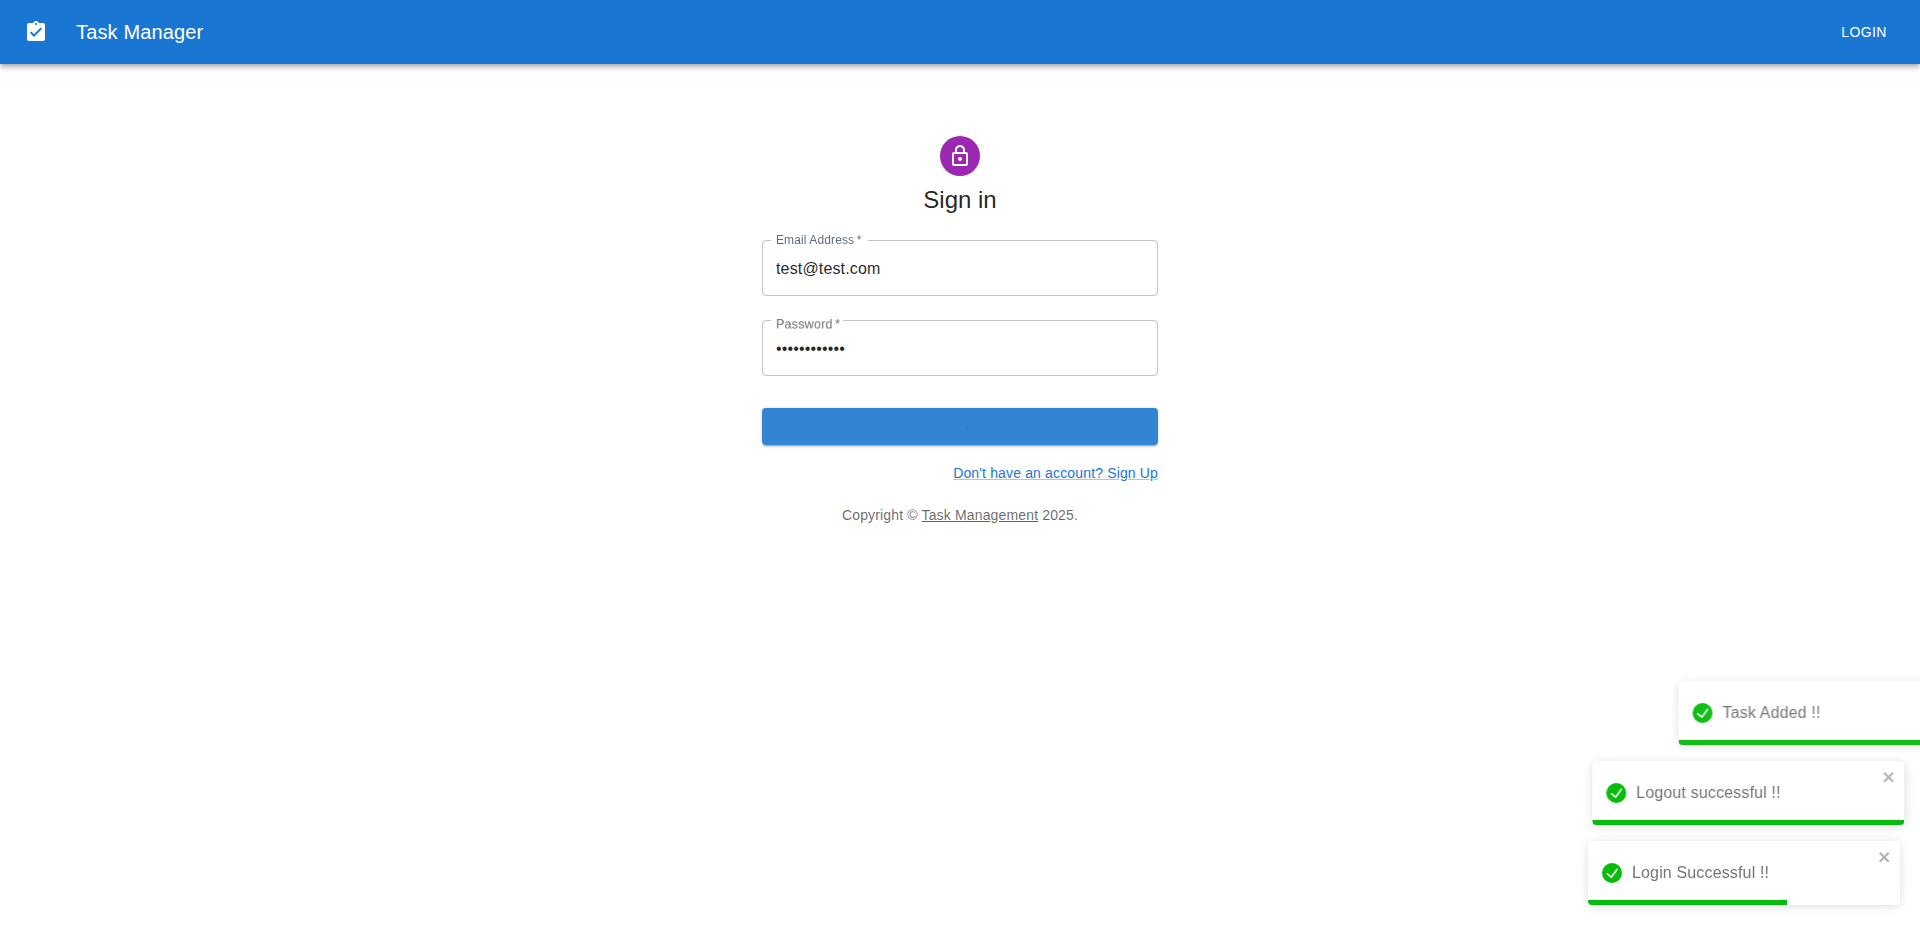 Task Manager
LOGIN
Sign in
Email Address *
test@test.com
Password *
••••••••••••
Don't have an account? Sign Up
Copyright © Task Management 2025.
Task Added !!
Logout successful !!
Login Successful !!